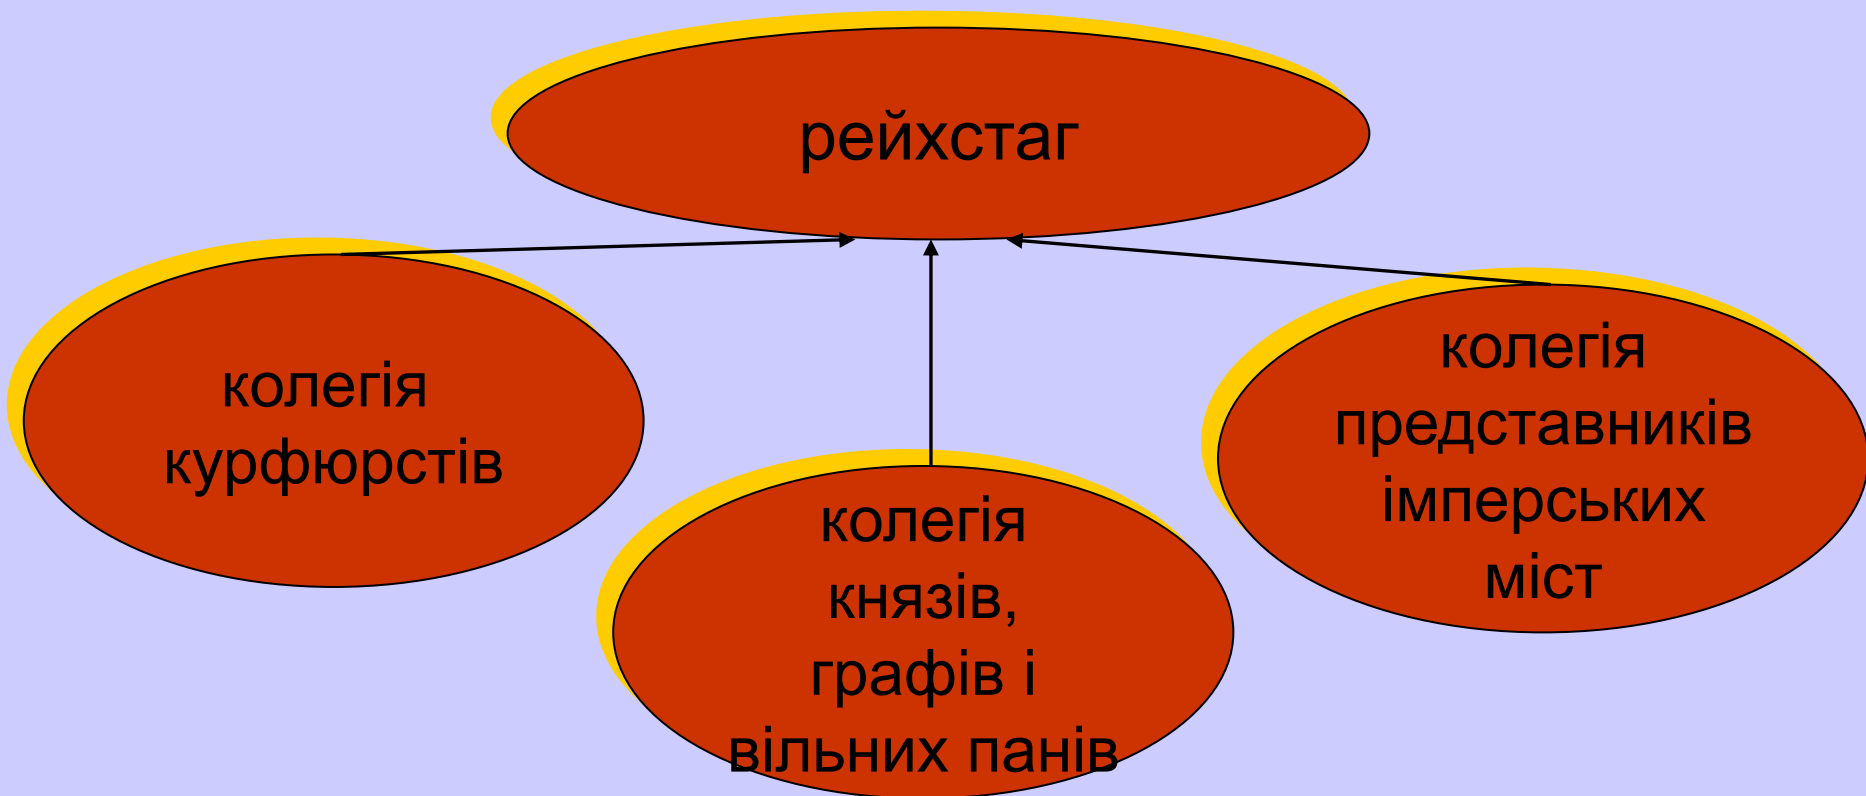 рейхстаг
колегія
курфюрстів
колегія
князів,
графів і
вільних панів
колегія
представників
імперських
міст